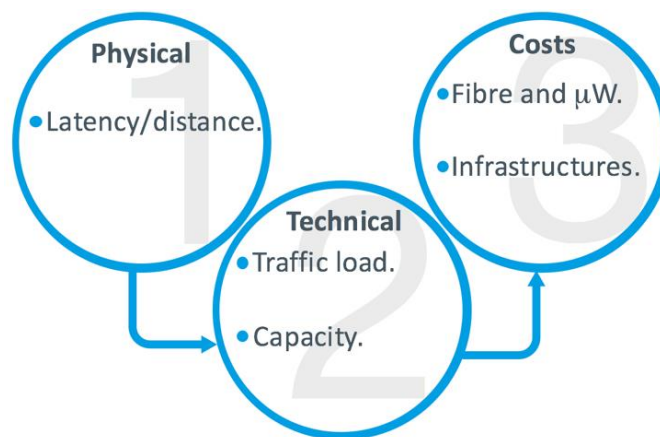 1
Physical
•Latency/distance.
2
Technical
•Traffic load.
•Capacity.
3
Costs
•Fibre and μW.
•Infrastructures.